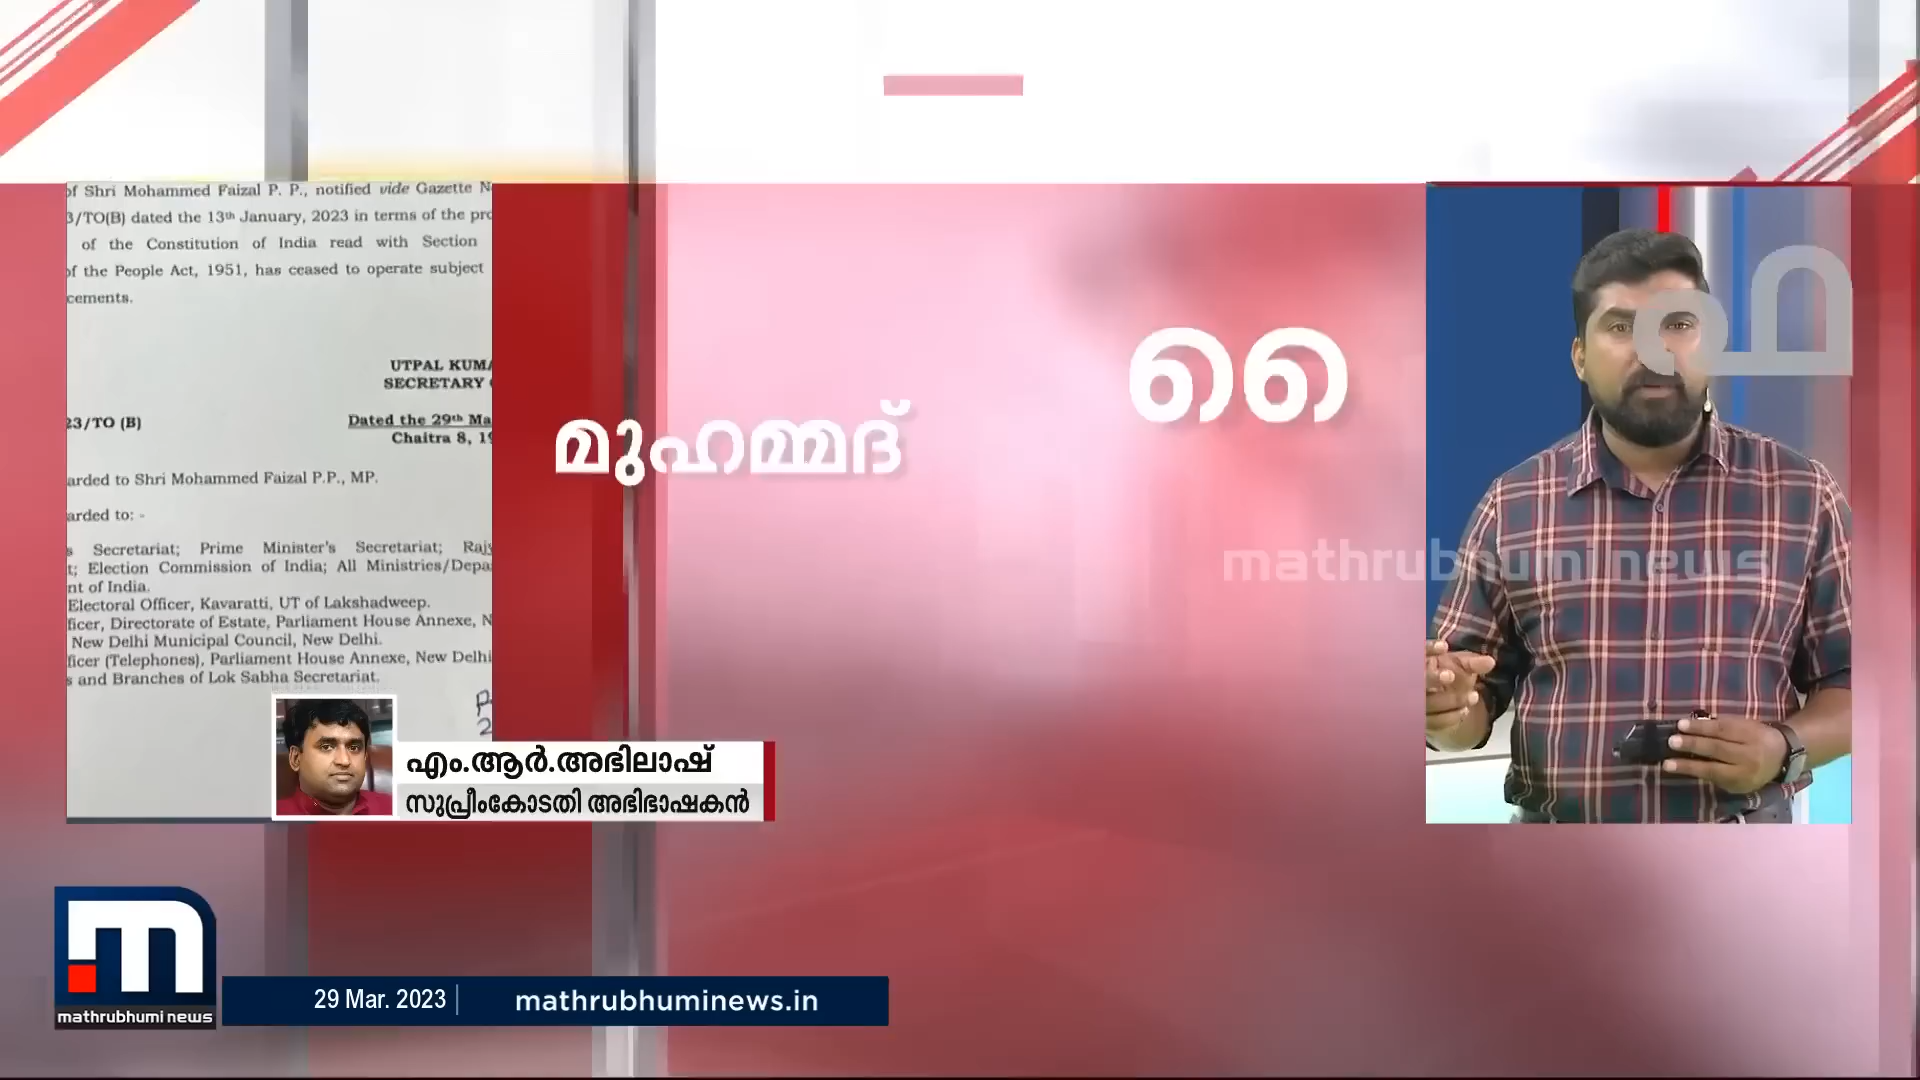 of Shri Mohammed Faizal P. P., notified vide Gazette N
3/TO(B) dated the 13th January, 2023 in terms of the pro
of the Constitution of India read with Section
of the People Act, 1951, has ceased to operate subject
cements.
UTPAL KUMA
SECRETARY
23/TO (B)
Dated the 29th Ma
Chaitra 8, 19
arded to Shri Mohammed Faizal P.P., MP.
arded to: -
s Secretariat; Prime Minister's Secretariat; Rajy
t; Election Commission of India; All Ministries/Depa
nt of India.
Electoral Officer, Kavaratti, UT of Lakshadweep.
ficer, Directorate of Estate, Parliament House Annexe, N
New Delhi Municipal Council, New Delhi.
ficer (Telephones), Parliament House Annexe, New Delhi
s and Branches of Lok Sabha Secretariat.
മുഹമ്മദ്
ഫൈ
mathrubhumi news
എം.ആർ.അഭിലാഷ്
സുപ്രീംകോടതി അഭിഭാഷകൻ
mathrubhumi news
29 Mar. 2023
mathrubhuminews.in